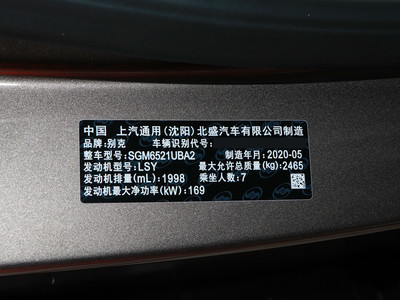 中国 上汽通用(沈阳)北盛汽车有限公司制造
品牌:别克 车辆识别代号:
整车型号:SGM6521UBA2 制造年月:2020-05
发动机型号:LSY 最大允许总质量(kg):2465
发动机排量(mL):1998 乘坐人数:7
发动机最大净功率(kW):169